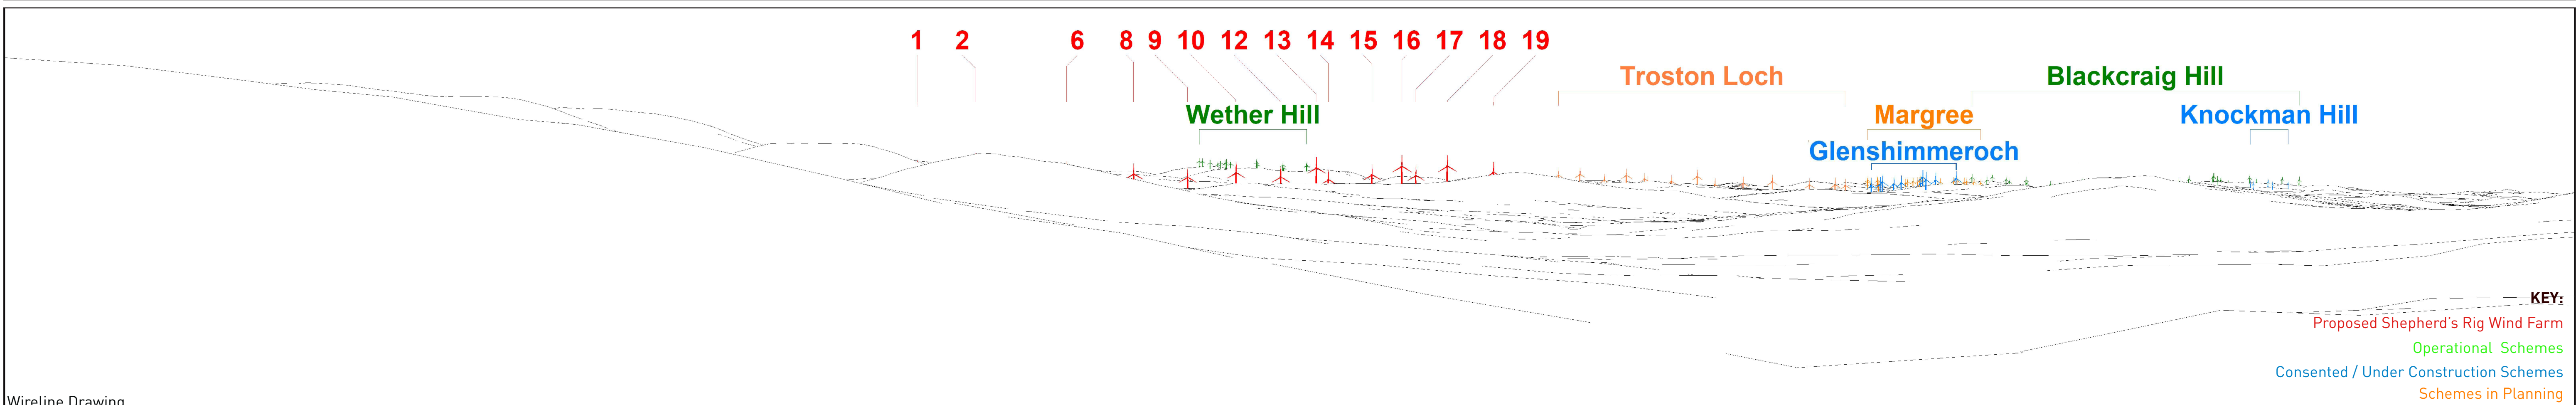 1 2 6 8 9 10 12 13 14 15 16 17 18 19
Troston Loch Blackcraig Hill
Wether Hill Margree Knockman Hill
Glenshimmeroch
KEY:
Proposed Shepherd's Rig Wind Farm
Operational Schemes
Consented / Under Construction Schemes
Schemes in Planning
Wireline Drawing